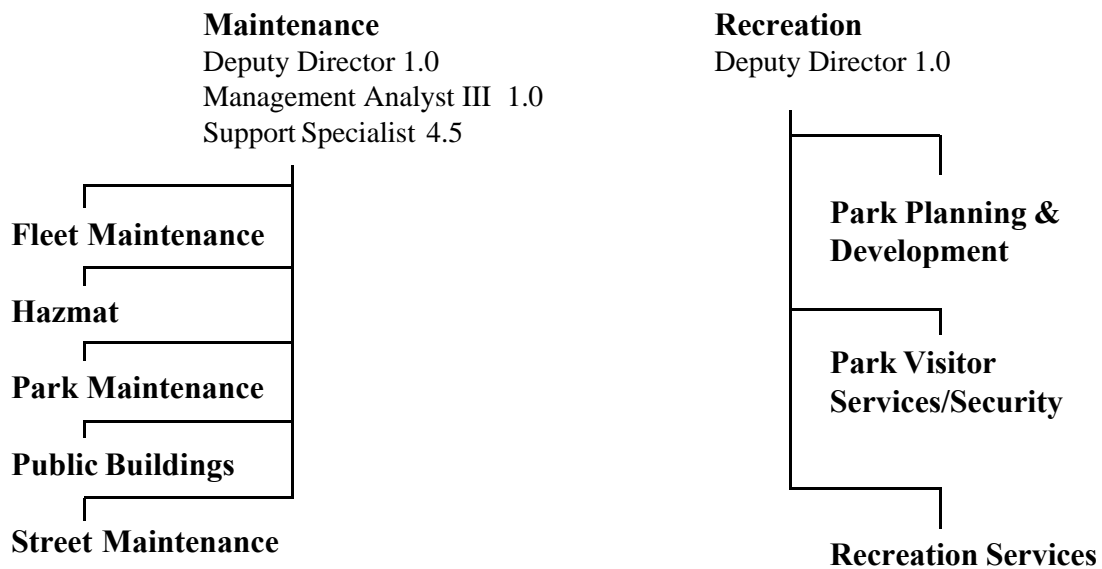 Maintenance
Deputy Director 1.0
Management Analyst III 1.0
Support Specialist 4.5
Fleet Maintenance
Hazmat
Park Maintenance
Public Buildings
Street Maintenance
Recreation
Deputy Director 1.0
Park Planning &
Development
Park Visitor
Services/Security
Recreation Services